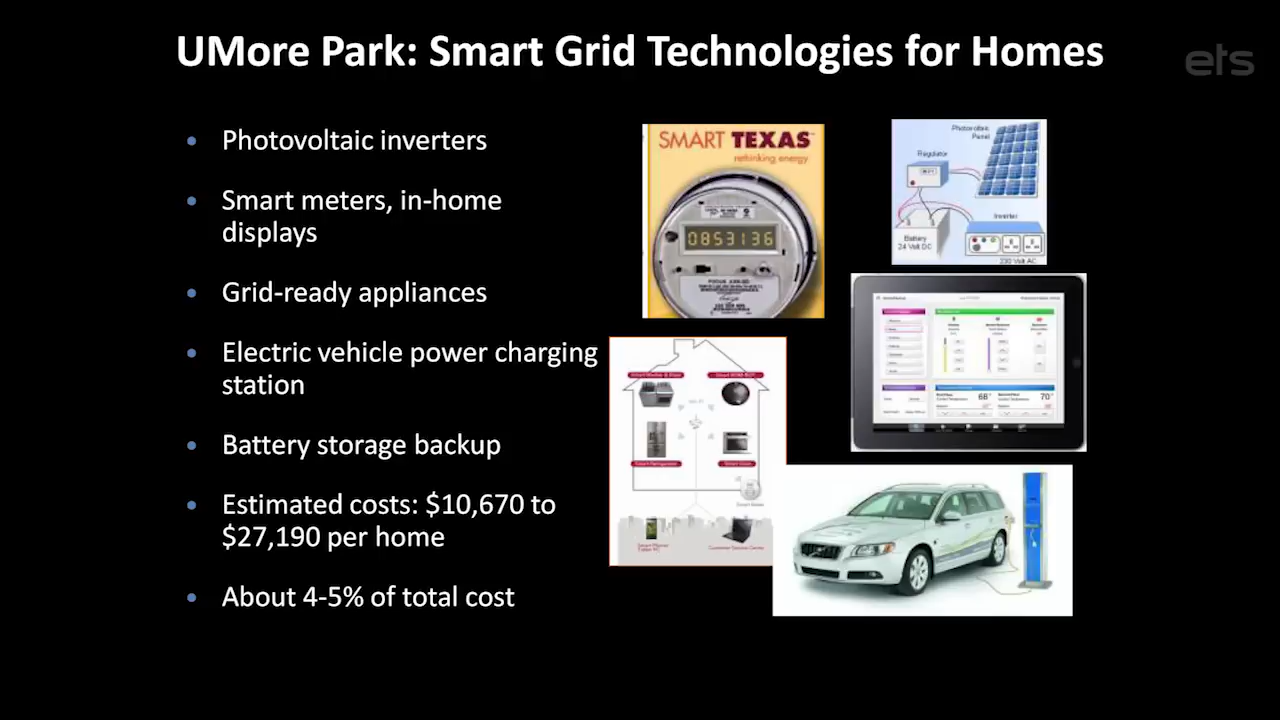 UMore Park: Smart Grid Technologies for Homes
ets
• Photovoltaic inverters
• Smart meters, in-home
displays
• Grid-ready appliances
• Electric vehicle power charging
station
• Battery storage backup
• Estimated costs: $10,670 to
$27,190 per home
• About 4-5% of total cost
SMART TEXAS
rethinking energy
0853136
Photovoltaic
Panel
Regulator
Battery
24 Volt DC
Inverter
230 Volt AC
68°
70°
Customer Service Center